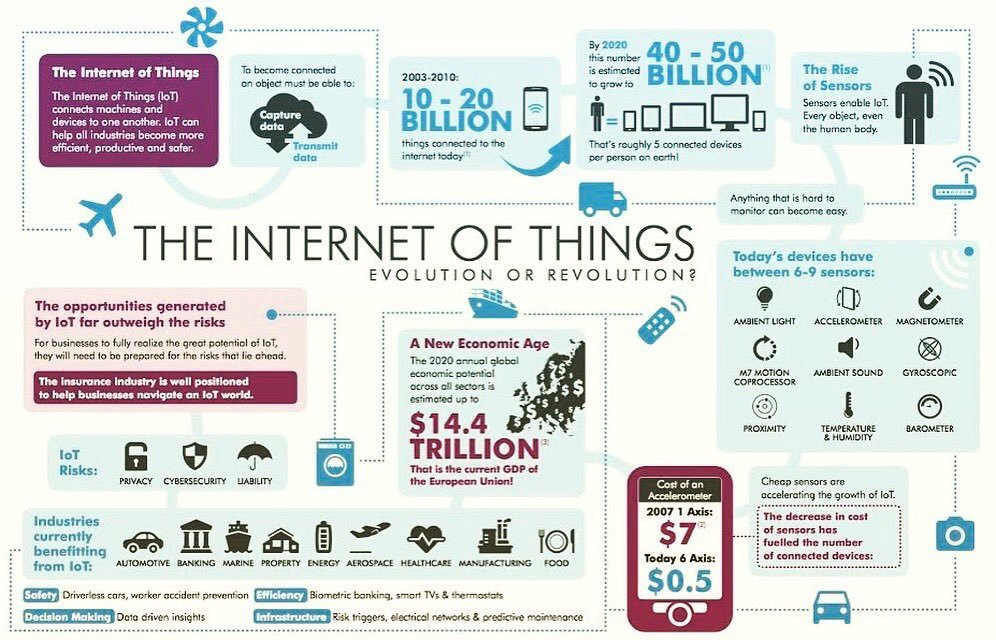 The Internet of Things
The Internet of Things (IoT)
connects machines and
devices to one another. IoT can
help all industries become more
efficient, productive and safer.
To become connected
an object must be able to:
Capture
data
Transmit
data
2003-2010:
10 - 20
BILLION
things connected to the
internet today(1)
By 2020
this number
is estimated
to grow to
40 - 50
BILLION(1)
=
That's roughly 5 connected devices
per person on earth!
The Rise
of Sensors
Sensors enable IoT.
Every object, even
the human body.
Anything that is hard to
monitor can become easy.
THE INTERNET OF THINGS
EVOLUTION OR REVOLUTION?
Today's devices have
between 6-9 sensors:
AMBIENT LIGHT
ACCELEROMETER
MAGNETOMETER
M7 MOTION
COPROCESSOR
AMBIENT SOUND
GYROSCOPIC
PROXIMITY
TEMPERATURE
& HUMIDITY
BAROMETER
The opportunities generated
by IoT far outweigh the risks
For businesses to fully realize the great potential of IoT,
they will need to be prepared for the risks that lie ahead.
The insurance industry is well positioned
to help businesses navigate an IoT world.
A New Economic Age
The 2020 annual global
economic potential
across all sectors is
estimated up to
$14.4
TRILLION(2)
That is the current GDP of
the European Union!
IoT
Risks:
PRIVACY
CYBERSECURITY
LIABILITY
Cost of an
Accelerometer
2007 1 Axis:
$7(2)
Today 6 Axis:
$0.5
Cheap sensors are
accelerating the growth of IoT.
The decrease in cost
of sensors has
fuelled the number
of connected devices:
Industries
currently
benefitting
from IoT:
AUTOMOTIVE
BANKING
MARINE
PROPERTY
ENERGY
AEROSPACE
HEALTHCARE
MANUFACTURING
FOOD
Safety Driverless cars, worker accident prevention
Efficiency Biometric banking, smart TVs & thermostats
Decision Making Data driven insights
Infrastructure Risk triggers, electrical networks & predictive maintenance